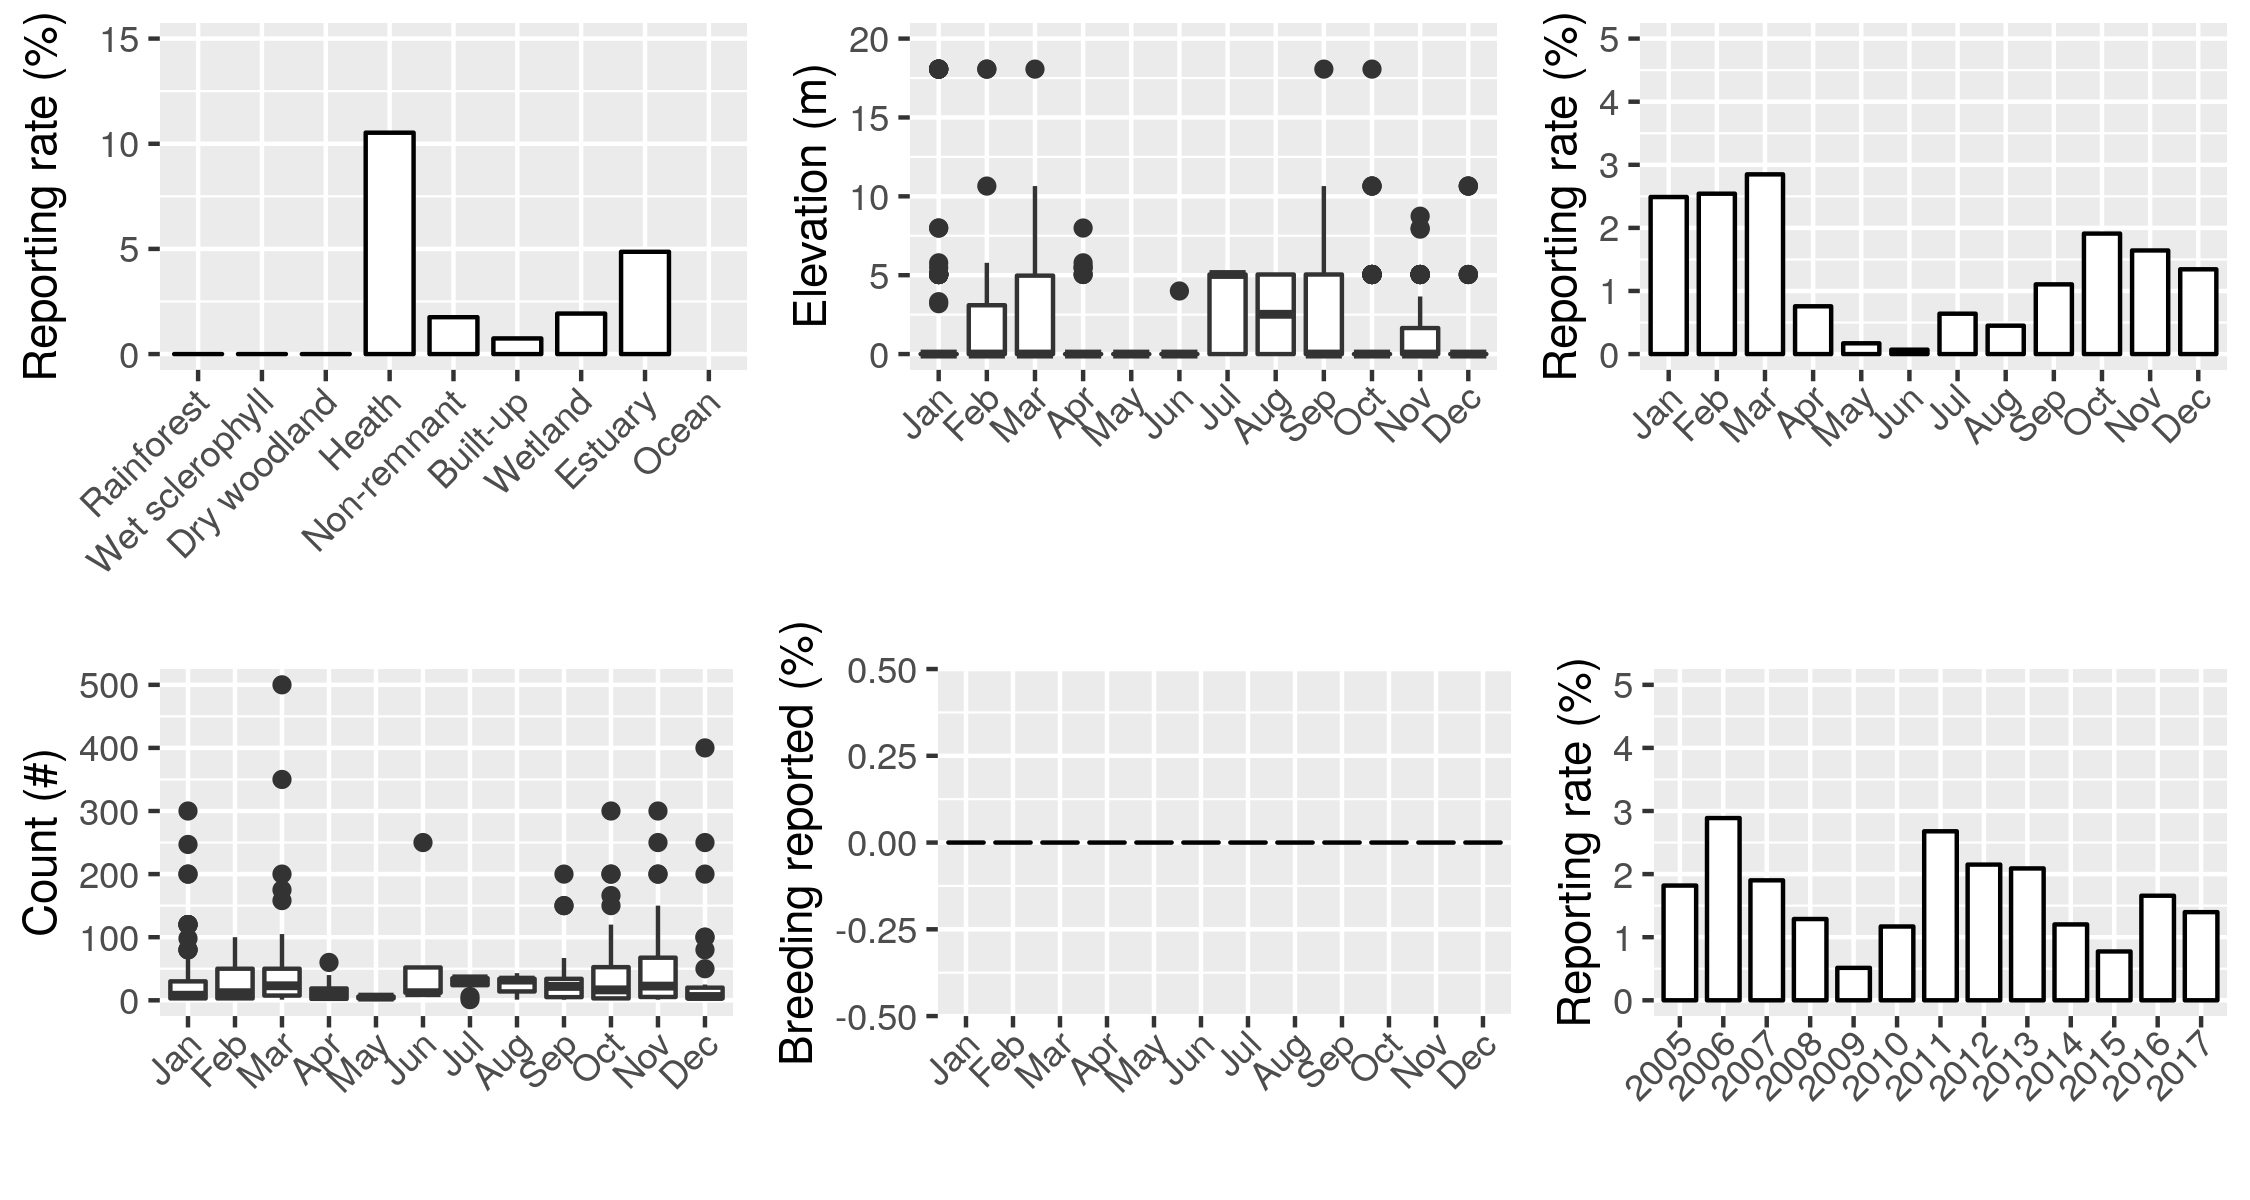 Reporting rate (%)
15
10
5
0
Rainforest
Wet sclerophyll
Dry woodland
Heath
Non-remnant
Built-up
Wetland
Estuary
Ocean
Elevation (m)
20
15
10
5
0
Jan
Feb
Mar
Apr
May
Jun
Jul
Aug
Sep
Oct
Nov
Dec
Reporting rate (%)
5
4
3
2
1
0
Jan
Feb
Mar
Apr
May
Jun
Jul
Aug
Sep
Oct
Nov
Dec
Count (#)
500
400
300
200
100
0
Jan
Feb
Mar
Apr
May
Jun
Jul
Aug
Sep
Oct
Nov
Dec
Breeding reported (%)
0.50
0.25
0.00
-0.25
-0.50
Jan
Feb
Mar
Apr
May
Jun
Jul
Aug
Sep
Oct
Nov
Dec
Reporting rate (%)
5
4
3
2
1
0
2005
2006
2007
2008
2009
2010
2011
2012
2013
2014
2015
2016
2017